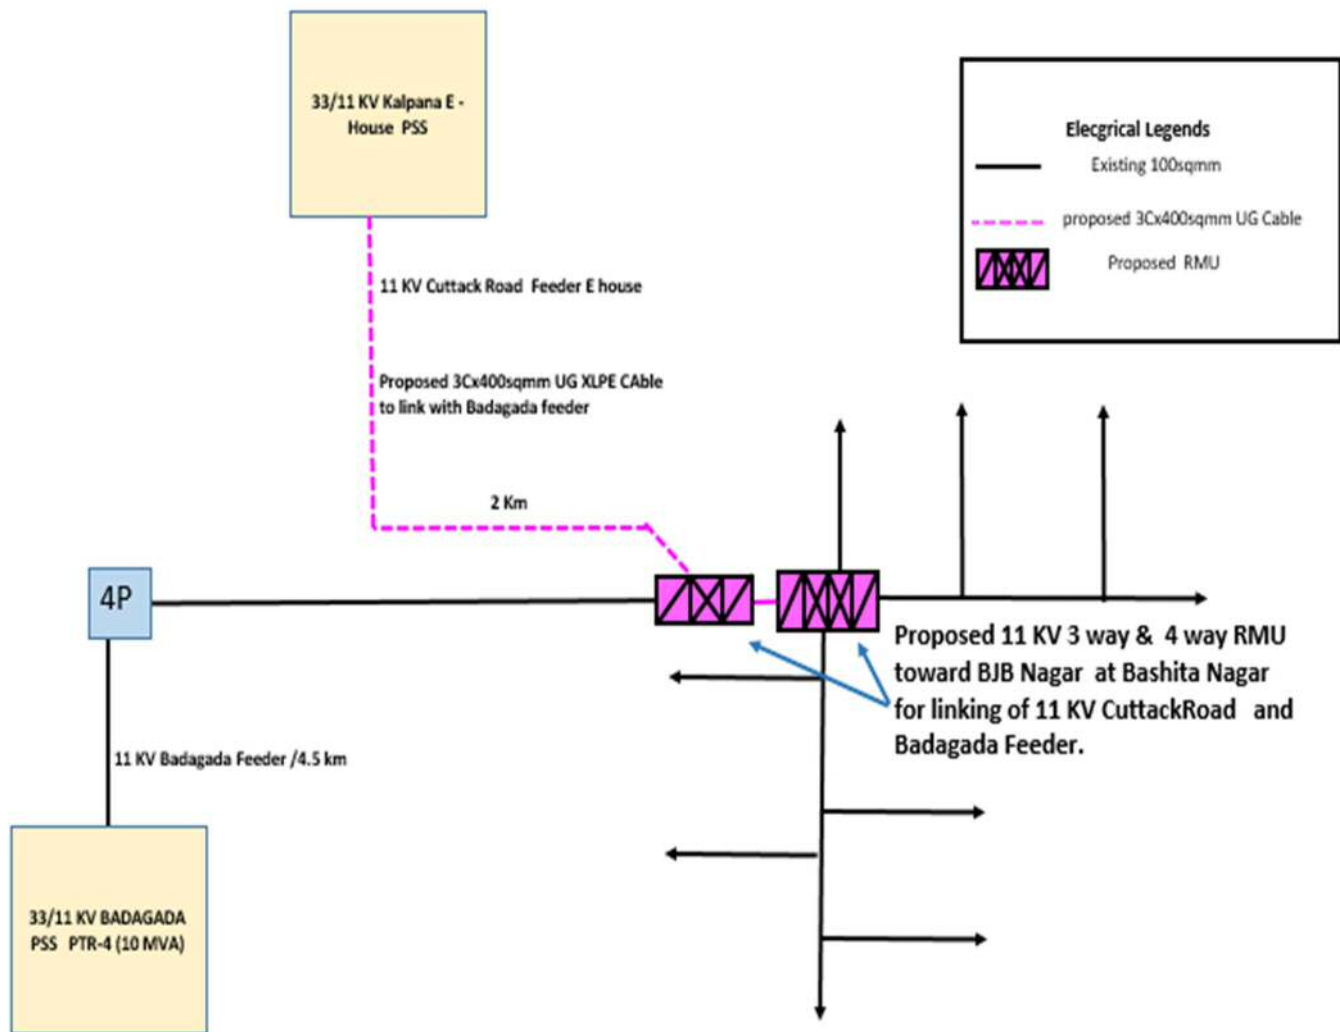 33/11 KV Kalpana E -
House PSS
Elecgrical Legends
Existing 100sqmm
proposed 3Cx400sqmm UG Cable
Proposed RMU
11 KV Cuttack Road Feeder E house
Proposed 3Cx400sqmm UG XLPE CAble
to link with Badagada feeder
2 Km
4P
Proposed 11 KV 3 way & 4 way RMU
toward BJB Nagar at Bashita Nagar
for linking of 11 KV CuttackRoad and
Badagada Feeder.
11 KV Badagada Feeder /4.5 km
33/11 KV BADAGADA
PSS PTR-4 (10 MVA)